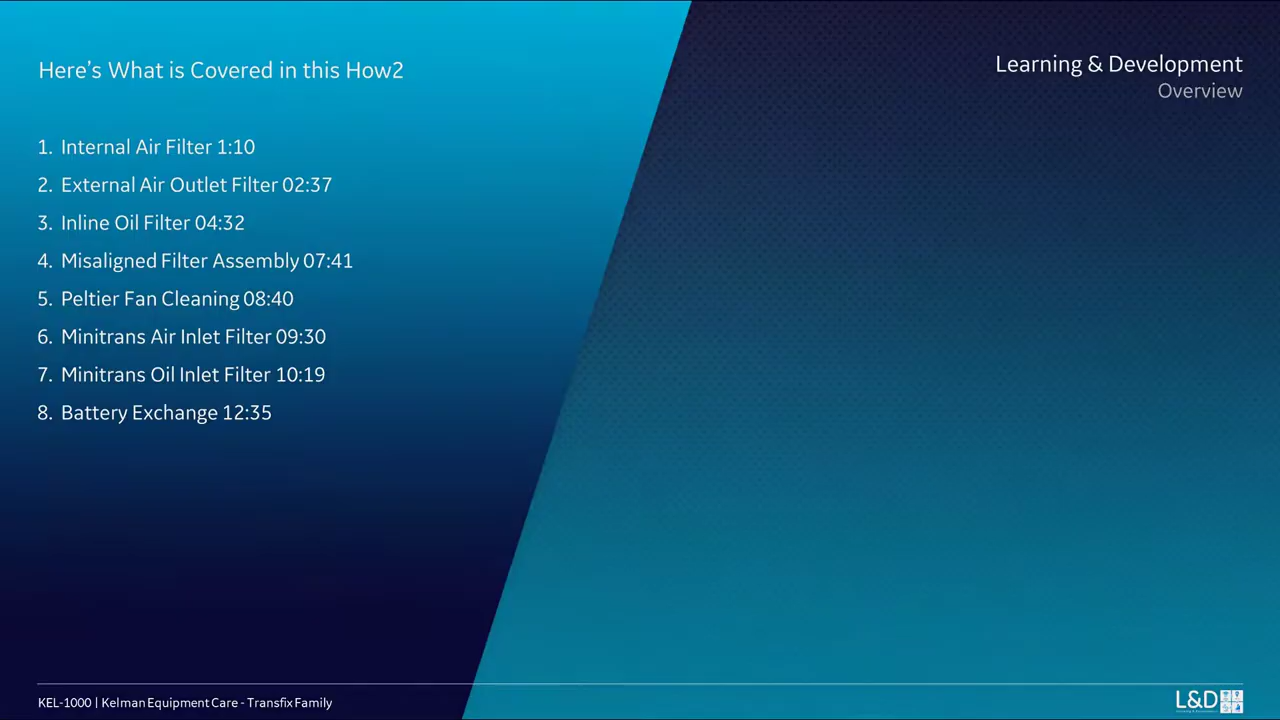 Here’s What is Covered in this How2
Learning & Development
Overview
1. Internal Air Filter 1:10
2. External Air Outlet Filter 02:37
3. Inline Oil Filter 04:32
4. Misaligned Filter Assembly 07:41
5. Peltier Fan Cleaning 08:40
6. Minitrans Air Inlet Filter 09:30
7. Minitrans Oil Inlet Filter 10:19
8. Battery Exchange 12:35
KEL-1000 | Kelman Equipment Care - Transfix Family
L&D